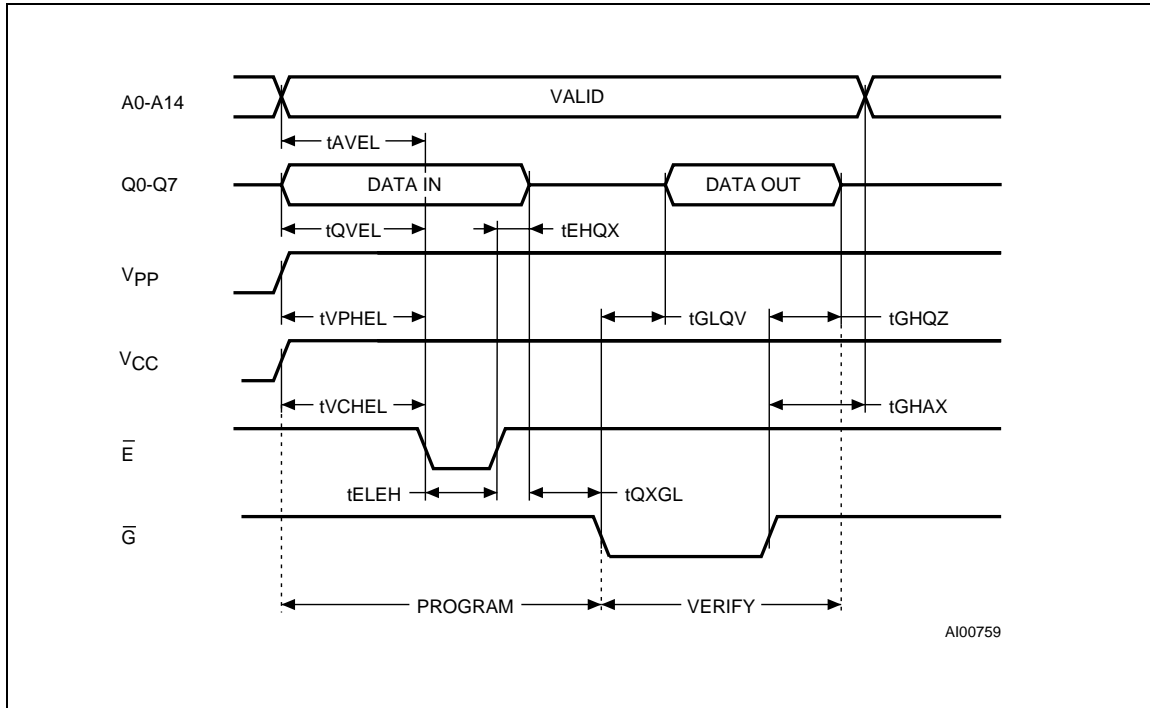 A0-A14
VALID
tAVEL
Q0-Q7
DATA IN
DATA OUT
tQVEL
tEHQX
VPP
tVPHEL
tGLQV
tGHQZ
VCC
tVCHEL
tGHAX
E̅
tELEH
tQXGL
G̅
PROGRAM
VERIFY
AI00759